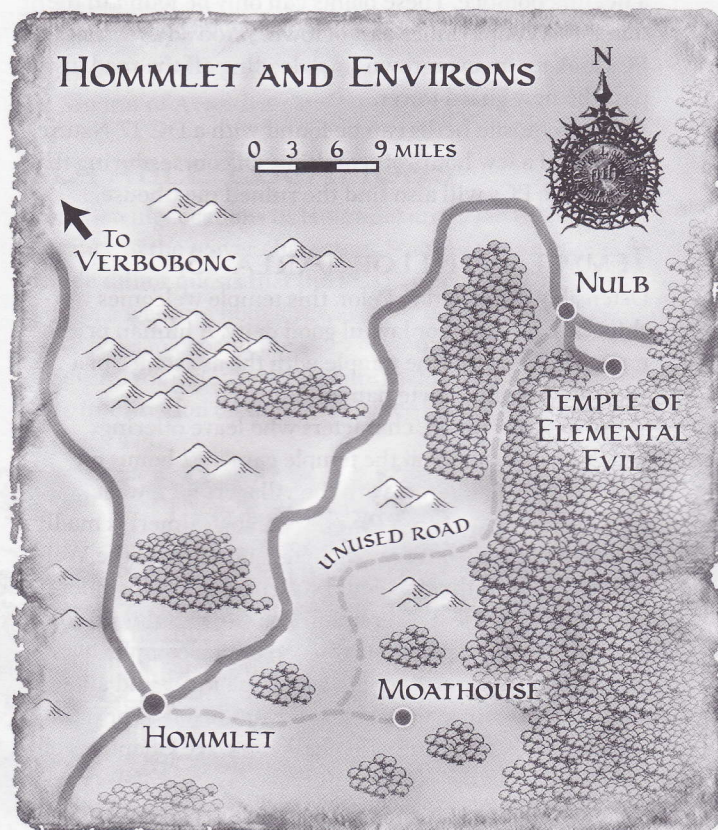 HOMMLET AND ENVIRONS
N
0 3 6 9 MILES
TO
VERBOBONC
NULB
TEMPLE OF
ELEMENTAL
EVIL
UNUSED ROAD
MOATHOUSE
HOMMLET